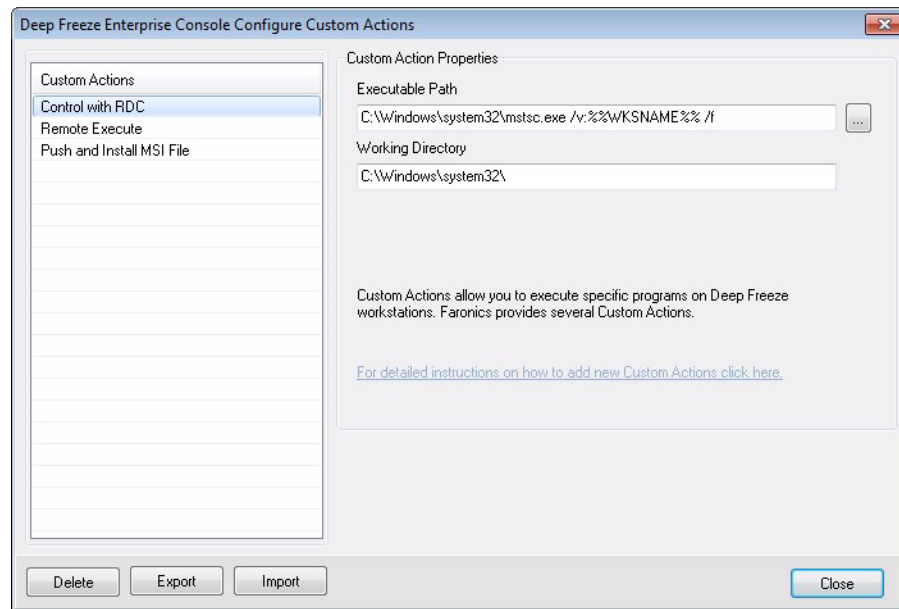 Deep Freeze Enterprise Console Configure Custom Actions
Custom Actions
Control with RDC
Remote Execute
Push and Install MSI File
Custom Action Properties
Executable Path
C:\Windows\system32\mstsc.exe /v:%%WKSNAME%% /f
...
Working Directory
C:\Windows\system32\
Custom Actions allow you to execute specific programs on Deep Freeze
workstations. Faronics provides several Custom Actions.
For detailed instructions on how to add new Custom Actions click here.
Delete
Export
Import
Close